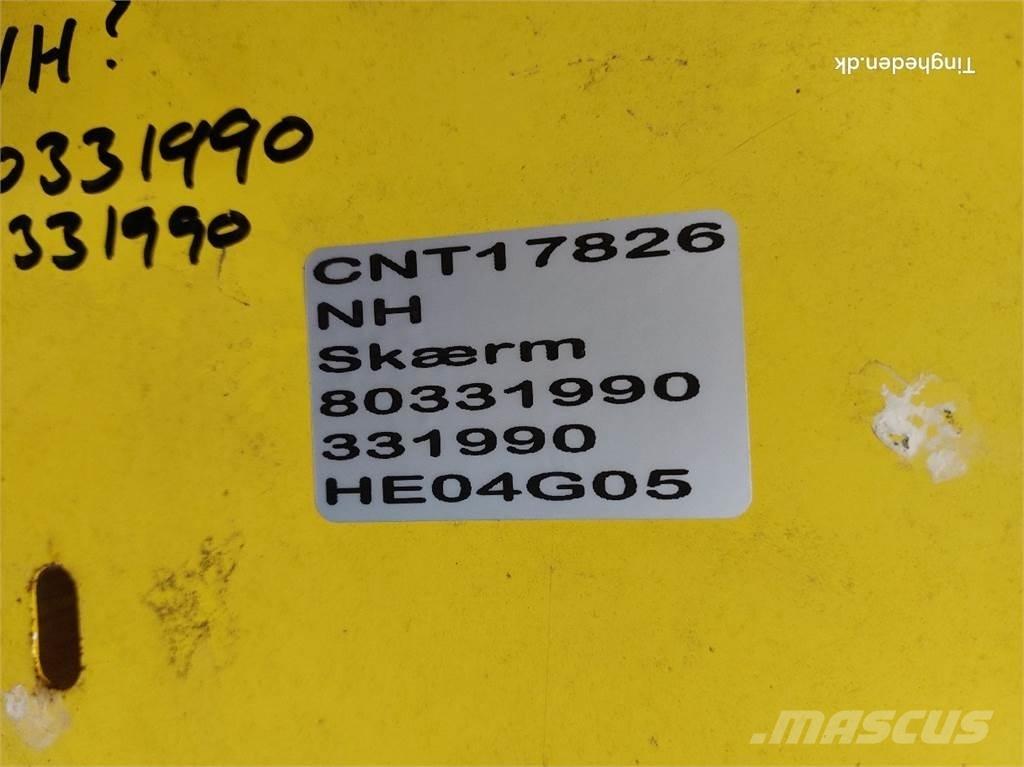 NH?
0331990
331990
CNT17826
NH
Skærm
80331990
331990
HE04G05
Tingheden.dk
MASCUS